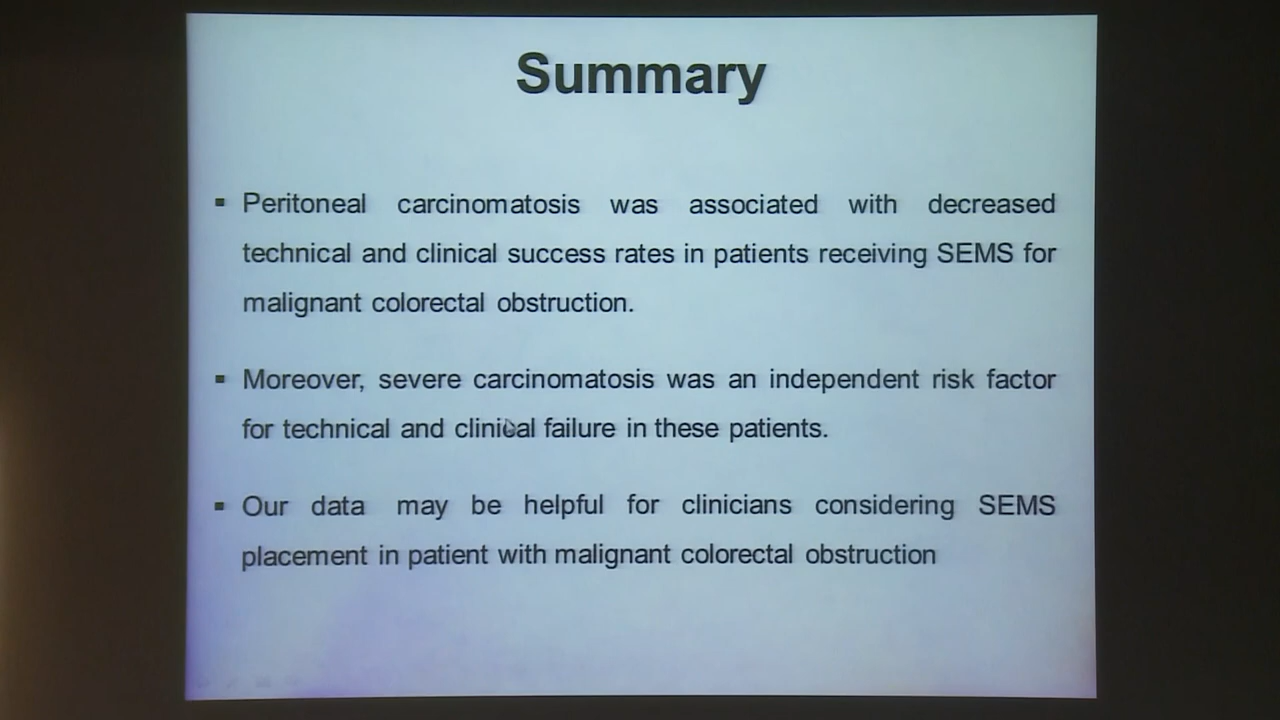 Summary
▪ Peritoneal carcinomatosis was associated with decreased
technical and clinical success rates in patients receiving SEMS for
malignant colorectal obstruction.
▪ Moreover, severe carcinomatosis was an independent risk factor
for technical and clinical failure in these patients.
▪ Our data may be helpful for clinicians considering SEMS
placement in patient with malignant colorectal obstruction